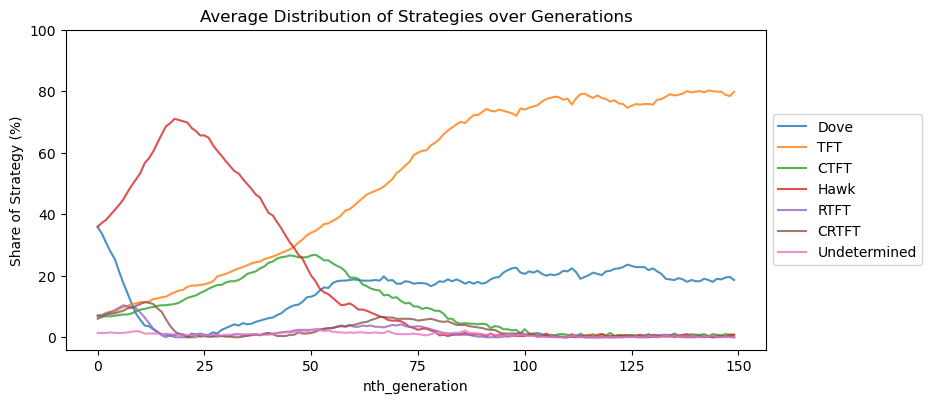 Average Distribution of Strategies over Generations
100
80
60
40
20
0
Share of Strategy (%)
0 25 50 75 100 125 150
nth_generation
Dove
TFT
CTFT
Hawk
RTFT
CRTFT
Undetermined